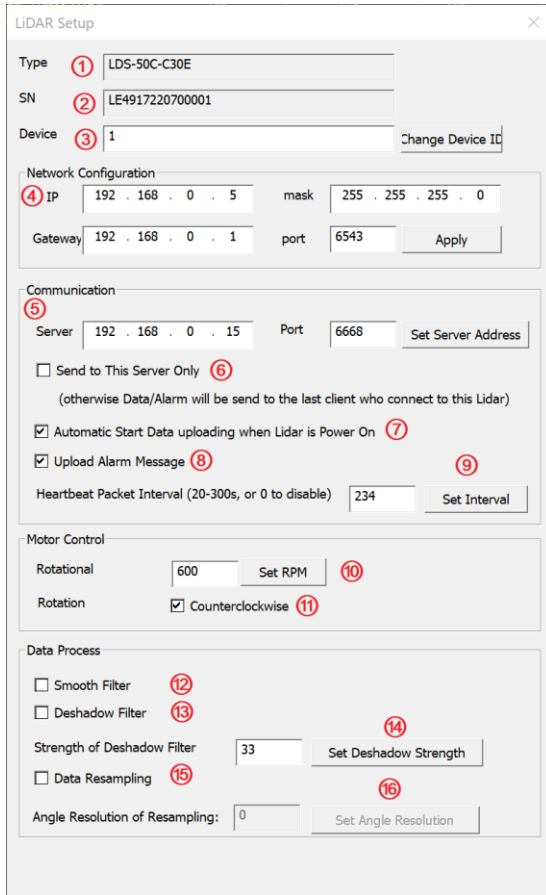 LiDAR Setup
Type ① LDS-50C-C30E
SN ② LE4917220700001
Device ③ 1 Change Device ID
Network Configuration
④ IP 192 . 168 . 0 . 5 mask 255 . 255 . 255 . 0
Gateway 192 . 168 . 0 . 1 port 6543 Apply
Communication
⑤
Server 192 . 168 . 0 . 15 Port 6668 Set Server Address
Send to This Server Only ⑥
(otherwise Data/Alarm will be send to the last client who connect to this Lidar)
Automatic Start Data uploading when Lidar is Power On ⑦
Upload Alarm Message ⑧
⑨
Heartbeat Packet Interval (20-300s, or 0 to disable) 234 Set Interval
Motor Control
Rotational 600 Set RPM ⑩
Rotation Counterclockwise ⑪
Data Process
Smooth Filter ⑫
Deshadow Filter ⑬
⑭
Strength of Deshadow Filter 33 Set Deshadow Strength
Data Resampling ⑮
⑯
Angle Resolution of Resampling: 0 Set Angle Resolution